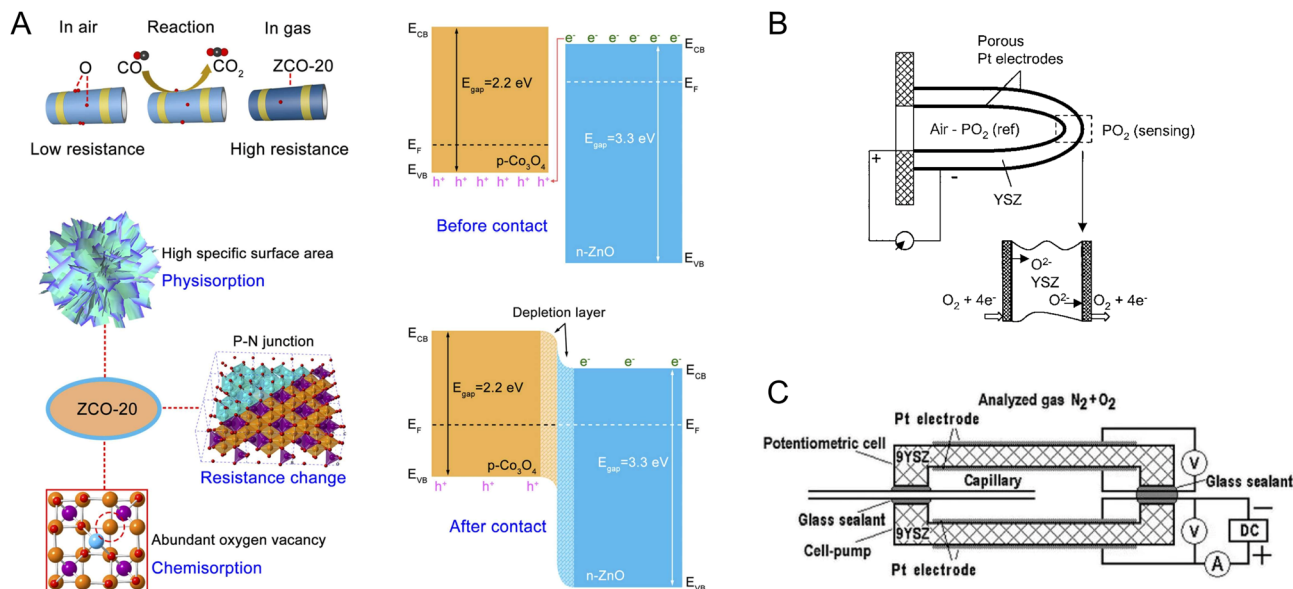 A
In air
Reaction
In gas
O
CO
CO2
ZCO-20
Low resistance
High resistance
High specific surface area
Physisorption
P-N junction
ZCO-20
Resistance change
Abundant oxygen vacancy
Chemisorption
ECB
Egap=2.2 eV
EF
p-Co3O4
EVB
h+ h+ h+ h+ h+ h+
Before contact
e- e- e- e- e- e-
ECB
EF
Egap=3.3 eV
n-ZnO
EVB
Depletion layer
ECB
Egap=2.2 eV
EF
p-Co3O4
EVB
h+ h+ h+
After contact
e- e- e-
ECB
EF
Egap=3.3 eV
n-ZnO
EVB
B
Porous
Pt electrodes
Air - PO2 (ref)
PO2 (sensing)
+
-
YSZ
O2-
YSZ
O2-
O2 + 4e-
O2 + 4e-
C
Analyzed gas N2+O2
Pt electrode
Potentiometric cell
9YSZ
Capillary
V
Glass sealant
Glass sealant
9YSZ
Cell-pump
Pt electrode
V
DC
−
+
A